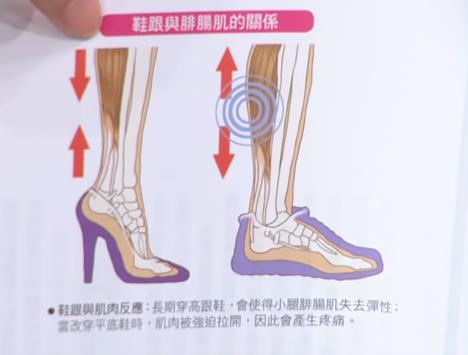 鞋跟與腓腸肌的關係
● 鞋跟與肌肉反應：長期穿高跟鞋，會使得小腿腓腸肌失去彈性；
當改穿平底鞋時，肌肉被強迫拉開，因此會產生疼痛。